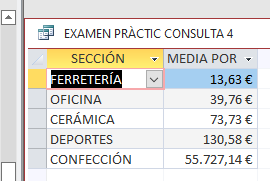 EXAMEN PRÀCTIC CONSULTA 4
SECCIÓN MEDIA POR
FERRETERÍA 13,63 €
OFICINA 39,76 €
CERÁMICA 73,73 €
DEPORTES 130,58 €
CONFECCIÓN 55.727,14 €